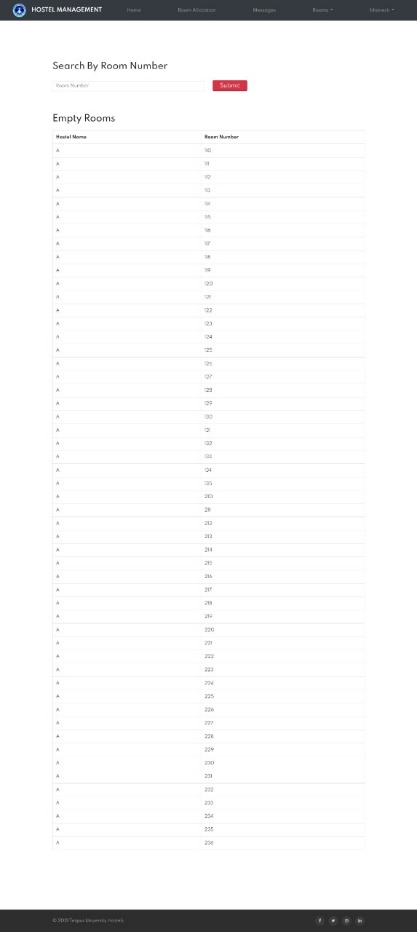 HOSTEL MANAGEMENT Home Room Allocation Messages Rooms
Search By Room Number
Room Number Submit
Empty Rooms
Hostel Name Room Number
A 110
A 111
A 112
A 113
A 114
A 115
A 116
A 117
A 118
A 119
A 120
A 121
A 122
A 123
A 124
A 125
A 126
A 127
A 128
A 129
A 130
A 131
A 132
A 133
A 134
A 135
A 210
A 211
A 212
A 213
A 214
A 215
A 216
A 217
A 218
A 219
A 220
A 221
A 222
A 223
A 224
A 225
A 226
A 227
A 228
A 229
A 230
A 231
A 232
A 233
A 234
A 235
A 236
University Hostels